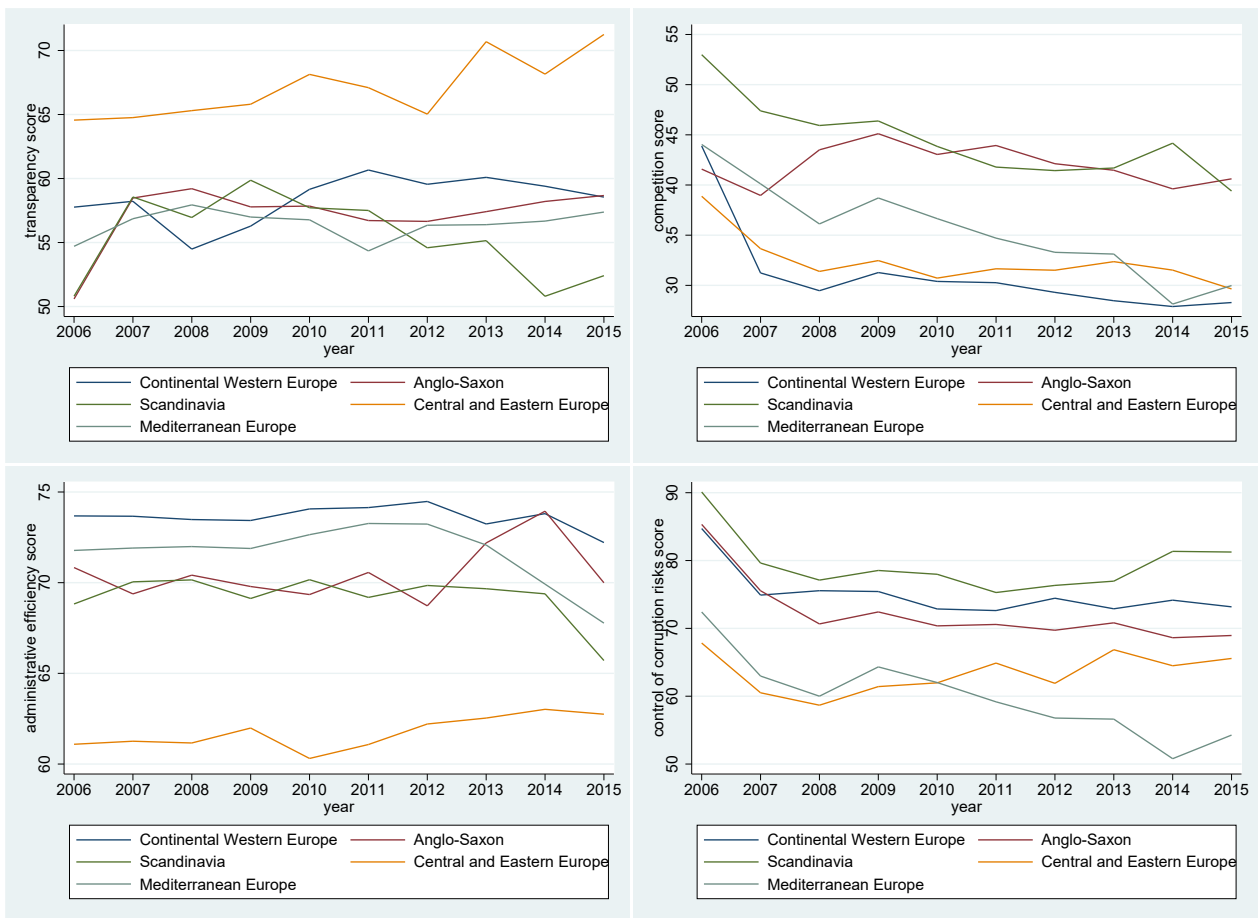 transparency score
70
65
60
55
50
2006 2007 2008 2009 2010 2011 2012 2013 2014 2015
year
Continental Western Europe Anglo-Saxon
Scandinavia Central and Eastern Europe
Mediterranean Europe
competition score
55
50
45
40
35
30
2006 2007 2008 2009 2010 2011 2012 2013 2014 2015
year
Continental Western Europe Anglo-Saxon
Scandinavia Central and Eastern Europe
Mediterranean Europe
administrative efficiency score
75
70
65
60
2006 2007 2008 2009 2010 2011 2012 2013 2014 2015
year
Continental Western Europe Anglo-Saxon
Scandinavia Central and Eastern Europe
Mediterranean Europe
control of corruption risks score
90
80
70
60
50
2006 2007 2008 2009 2010 2011 2012 2013 2014 2015
year
Continental Western Europe Anglo-Saxon
Scandinavia Central and Eastern Europe
Mediterranean Europe